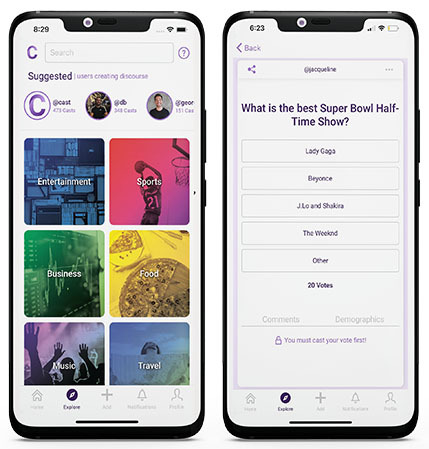 8:29
C
Search
?
Suggested | users creating discourse
C
@cast
473 Casts
@db
348 Casts
@geor
151 Cas
Entertainment
Sports
Business
Food
Music
Travel
Home
Explore
Add
Notifications
Profile
6:23
Back
@jacqueline
What is the best Super Bowl Half-
Time Show?
Lady Gaga
Beyonce
J.Lo and Shakira
The Weeknd
Other
20 Votes
Comments
Demographics
You must cast your vote first!
Home
Explore
Add
Notifications
Profile